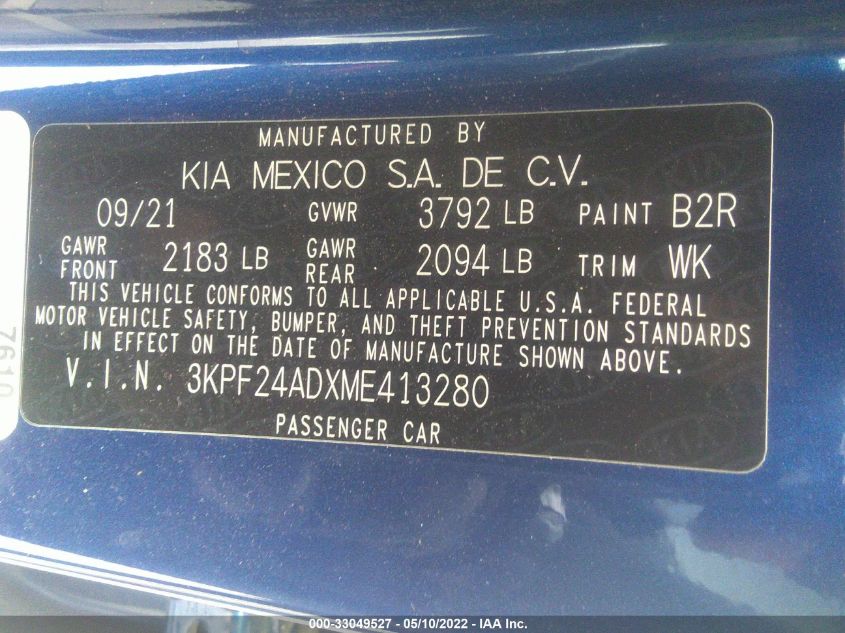 MANUFACTURED BY
KIA MEXICO S.A. DE C.V.
09/21 GVWR 3792 LB PAINT B2R
GAWR FRONT 2183 LB GAWR REAR 2094 LB TRIM WK
THIS VEHICLE CONFORMS TO ALL APPLICABLE U.S.A. FEDERAL
MOTOR VEHICLE SAFETY, BUMPER, AND THEFT PREVENTION STANDARDS
IN EFFECT ON THE DATE OF MANUFACTURE SHOWN ABOVE.
V.I.N. 3KPF24ADXME413280
PASSENGER CAR
7610
000-33049527 - 05/10/2022 - IAA Inc.